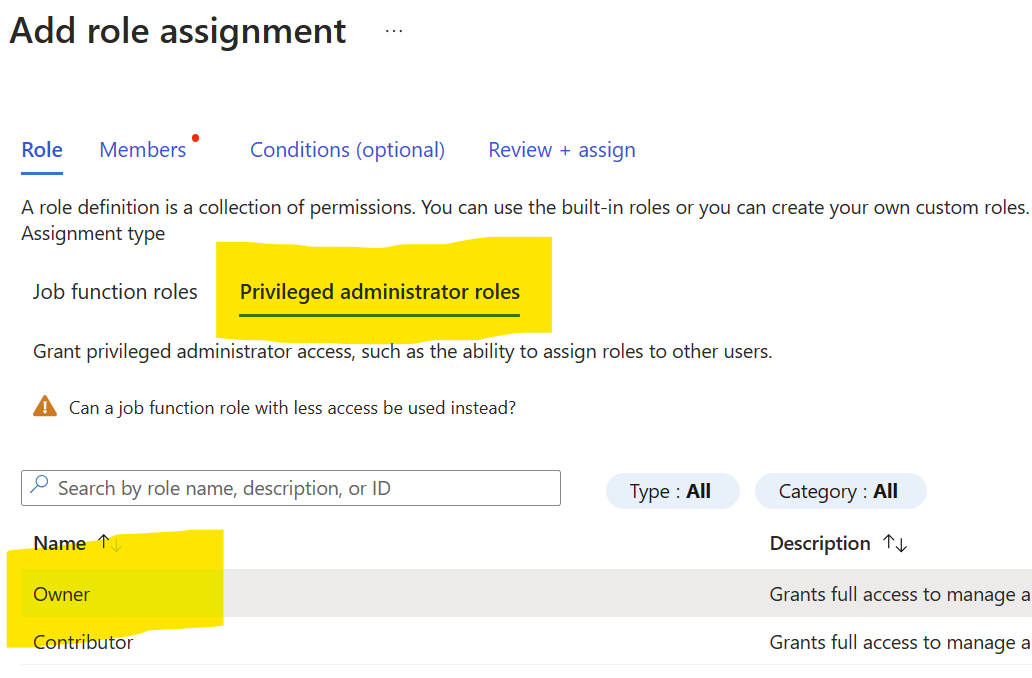 Add role assignment ...
Role Members Conditions (optional) Review + assign
A role definition is a collection of permissions. You can use the built-in roles or you can create your own custom roles.
Assignment type
Job function roles Privileged administrator roles
Grant privileged administrator access, such as the ability to assign roles to other users.
Can a job function role with less access be used instead?
Search by role name, description, or ID Type : All Category : All
Name ↑↓ Description ↑↓
Owner Grants full access to manage a
Contributor Grants full access to manage a